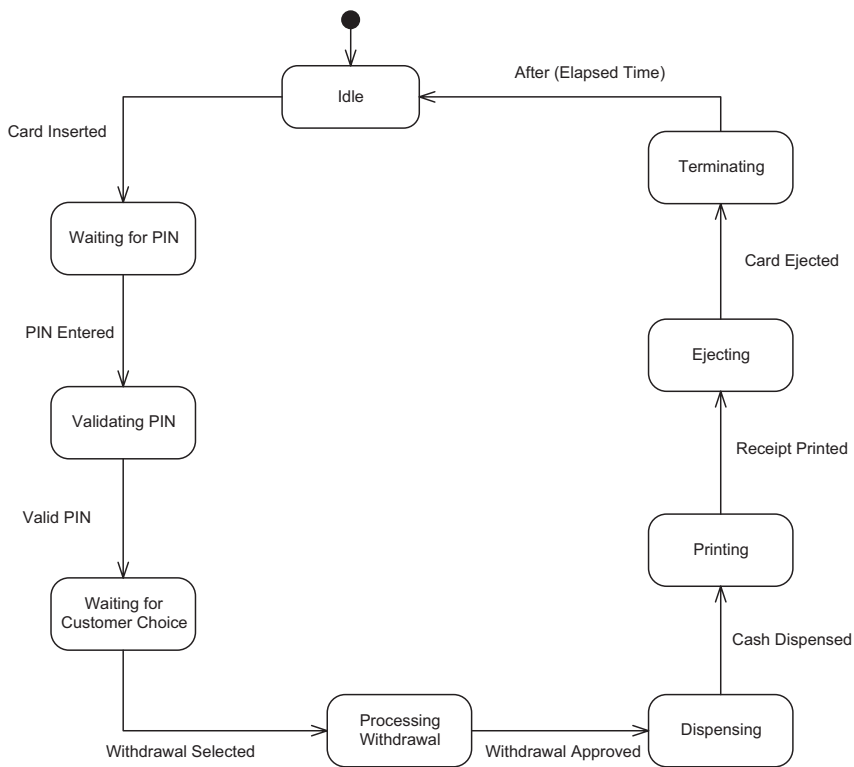 Idle
After (Elapsed Time)
Card Inserted
Terminating
Waiting for PIN
Card Ejected
PIN Entered
Ejecting
Validating PIN
Receipt Printed
Valid PIN
Printing
Waiting for
Customer Choice
Cash Dispensed
Processing
Withdrawal
Dispensing
Withdrawal Selected
Withdrawal Approved